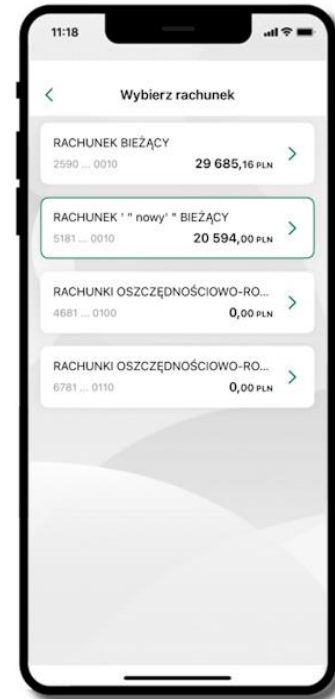 11:18
Wybierz rachunek
RACHUNEK BIEŻĄCY
2590 ... 0010 29 685,16 PLN
RACHUNEK ' " nowy' " BIEŻĄCY
5181 ... 0010 20 594,00 PLN
RACHUNKI OSZCZĘDNOŚCIOWO-RO...
4681 ... 0100 0,00 PLN
RACHUNKI OSZCZĘDNOŚCIOWO-RO...
6781 ... 0110 0,00 PLN